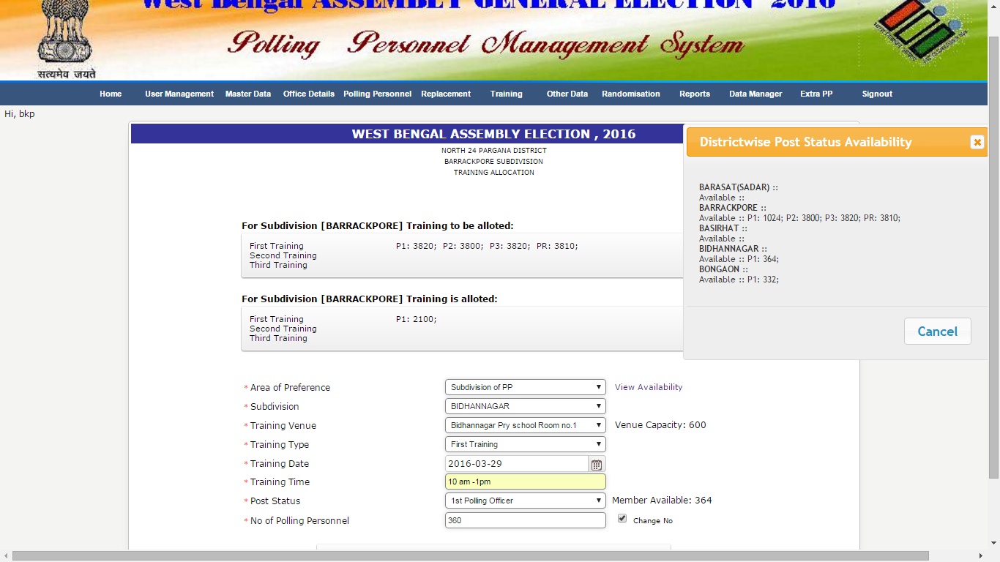 West Bengal ASSEMBLY GENERAL ELECTION 2016
Polling Personnel Management System
सत्यमेव जयते
Home User Management Master Data Office Details Polling Personnel Replacement Training Other Data Randomisation Reports Data Manager Extra PP Signout
Hi, bkp
WEST BENGAL ASSEMBLY ELECTION , 2016
NORTH 24 PARGANA DISTRICT
BARRACKPORE SUBDIVISION
TRAINING ALLOCATION
For Subdivision [BARRACKPORE] Training to be alloted:
First Training P1: 3820; P2: 3800; P3: 3820; PR: 3810;
Second Training
Third Training
For Subdivision [BARRACKPORE] Training is alloted:
First Training P1: 2100;
Second Training
Third Training
Districtwise Post Status Availability
BARASAT(SADAR) ::
Available ::
BARRACKPORE ::
Available :: P1: 1024; P2: 3800; P3: 3820; PR: 3810;
BASIRHAT ::
Available ::
BIDHANNAGAR ::
Available :: P1: 364;
BONGAON ::
Available :: P1: 332;
Cancel
* Area of Preference Subdivision of PP View Availability
* Subdivision BIDHANNAGAR
* Training Venue Bidhannagar Pry school Room no.1 Venue Capacity: 600
* Training Type First Training
* Training Date 2016-03-29
* Training Time 10 am -1pm
* Post Status 1st Polling Officer Member Available: 364
* No of Polling Personnel 360 Change No